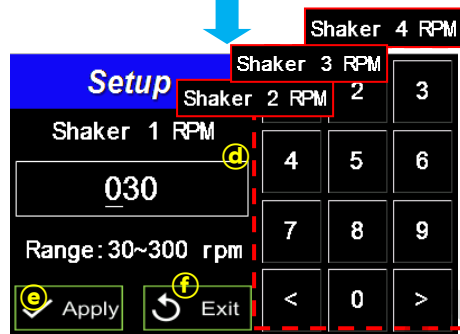 Shaker 4 RPM
Shaker 3 RPM
Setup
Shaker 2 RPM
2
3
Shaker 1 RPM
d
4
5
6
030
7
8
9
Range:30~300 rpm
e
Apply
f
Exit
<
0
>